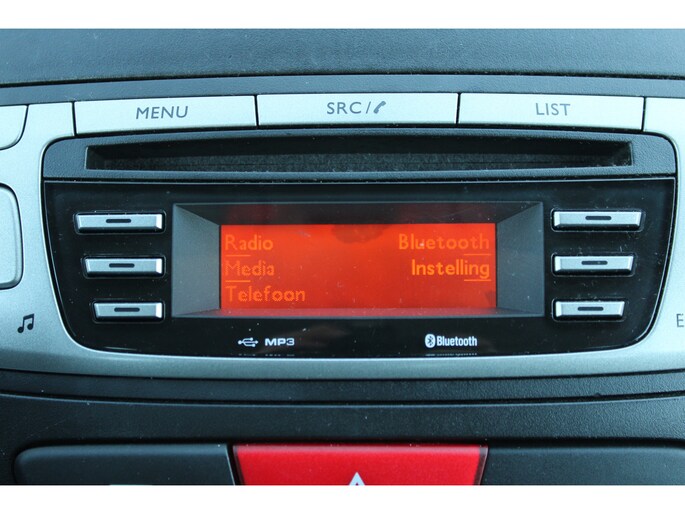 MENU SRC/ LIST
Radio Bluetooth
Media Instelling
Telefoon
MP3 Bluetooth
E